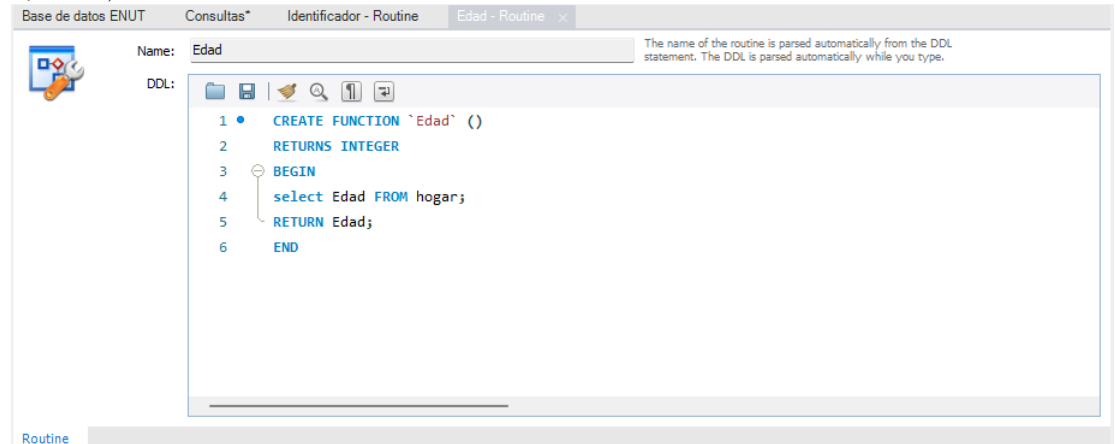 Base de datos ENUT Consultas* Identificador - Routine Edad - Routine ×
Name: Edad
The name of the routine is parsed automatically from the DDL
statement. The DDL is parsed automatically while you type.
DDL:
1 CREATE FUNCTION `Edad` ()
2 RETURNS INTEGER
3 BEGIN
4 select Edad FROM hogar;
5 RETURN Edad;
6 END
Routine